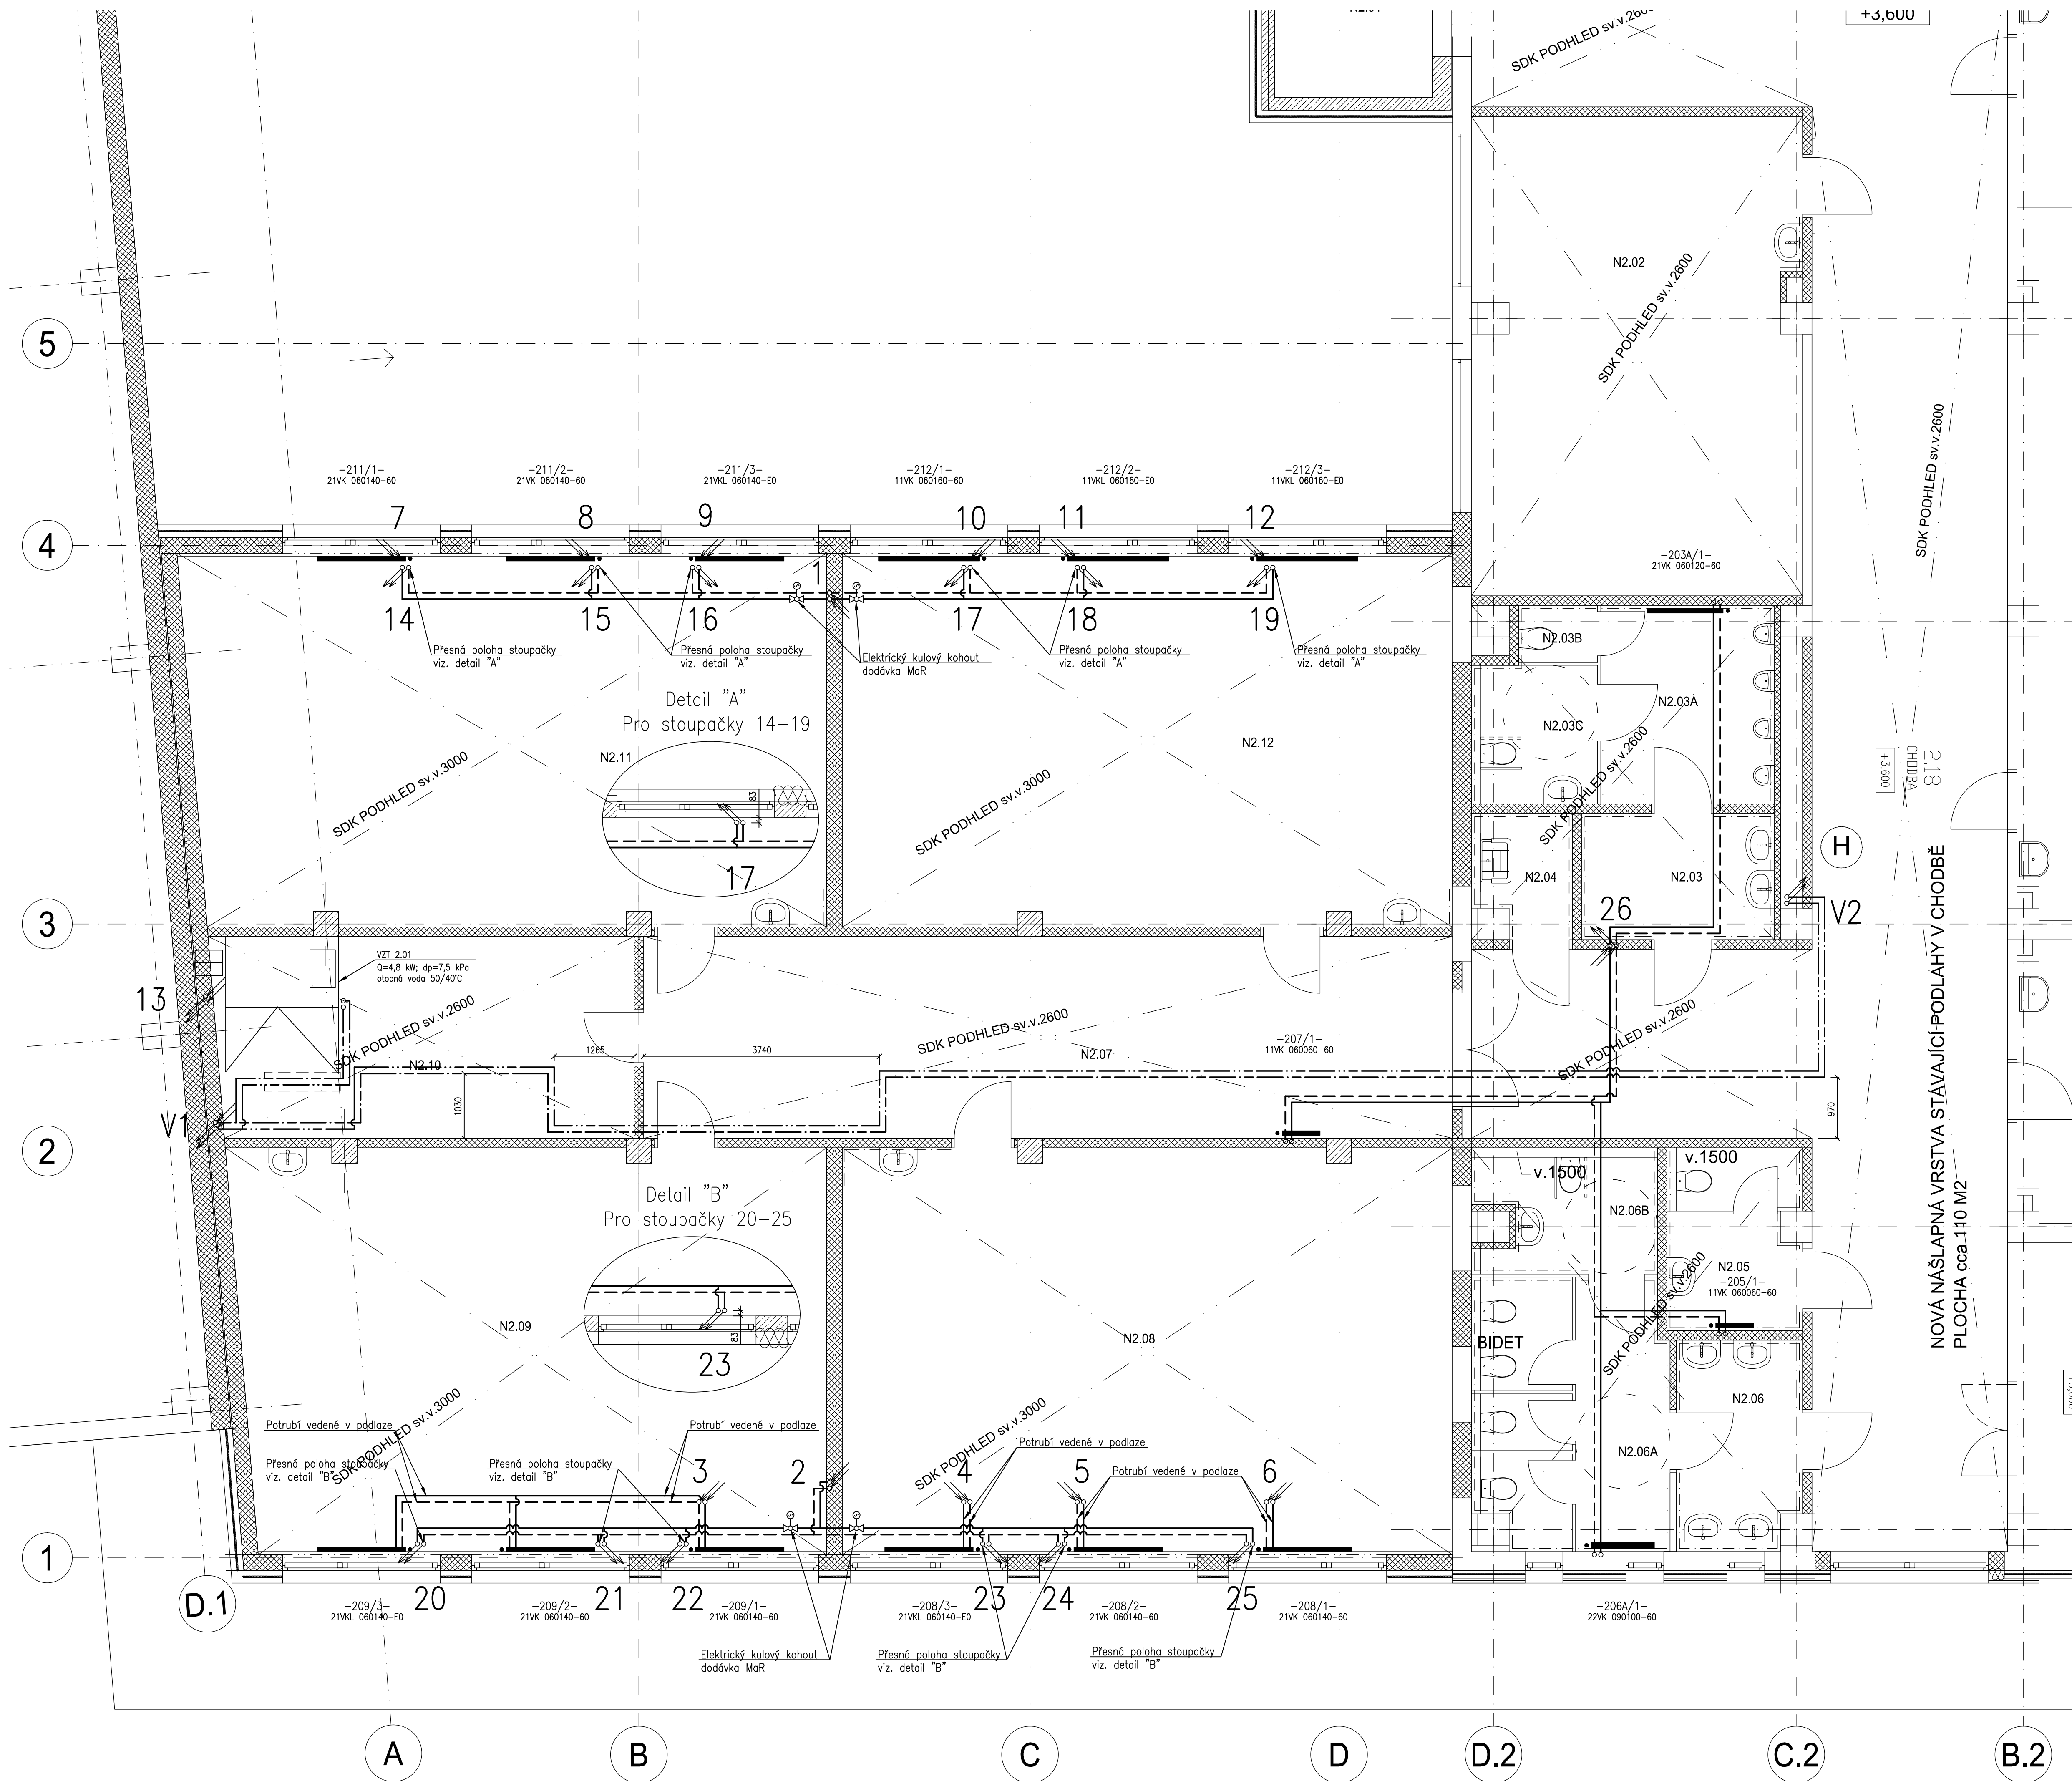 +3,600
SDK PODHLED sv.v.2600
N2.02
SDK PODHLED sv.v.2600
5
SDK PODHLED sv.v.2600
-211/1-
21VK 060140-60
-211/2-
21VK 060140-60
-211/3-
21VKL 060140-E0
-212/1-
11VK 060160-60
-212/2-
11VKL 060160-E0
-212/3-
11VKL 060160-E0
7
8
9
10
11
12
4
-203A/1-
21VK 060120-60
1
14
15
16
17
18
19
Přesná poloha stoupačky
viz. detail "A"
Přesná poloha stoupačky
viz. detail "A"
Elektrický kulový kohout
dodávka MaR
Přesná poloha stoupačky
viz. detail "A"
Přesná poloha stoupačky
viz. detail "A"
N2.03B
N2.03A
N2.03C
SDK PODHLED sv.v.2600
Detail "A"
Pro stoupačky 14-19
N2.11
83
17
SDK PODHLED sv.v.3000
N2.12
SDK PODHLED sv.v.3000
2.18
CHODBA
+3,600
H
N2.04
N2.03
3
26
V2
VZT 2.01
Q=4,8 kW; dp=7,5 kPa
otopná voda 50/40°C
13
SDK PODHLED sv.v.2600
N2.10
1265
3740
1030
SDK PODHLED sv.v.2600
N2.07
-207/1-
11VK 060060-60
SDK PODHLED sv.v.2600
970
V1
2
NOVÁ NÁŠLAPNÁ VRSTVA STÁVAJÍCÍ PODLAHY V CHODBĚ
PLOCHA cca 110 M2
v.1500
v.1500
N2.06B
Detail "B"
Pro stoupačky 20-25
83
23
N2.09
N2.08
N2.05
-205/1-
11VK 060060-60
SDK PODHLED sv.v.2600
BIDET
N2.06
N2.06A
SDK PODHLED sv.v.3000
SDK PODHLED sv.v.3000
Potrubí vedené v podlaze
Přesná poloha stoupačky
viz. detail "B"
Přesná poloha stoupačky
viz. detail "B"
Potrubí vedené v podlaze
3
2
4
5
6
Potrubí vedené v podlaze
Potrubí vedené v podlaze
1
D.1
20
21
22
23
24
25
-209/3-
21VKL 060140-E0
-209/2-
21VK 060140-60
-209/1-
21VK 060140-60
-208/3-
21VKL 060140-E0
-208/2-
21VK 060140-60
-208/1-
21VK 060140-60
-206A/1-
22VK 090100-60
Elektrický kulový kohout
dodávka MaR
Přesná poloha stoupačky
viz. detail "B"
Přesná poloha stoupačky
viz. detail "B"
A
B
C
D
D.2
C.2
B.2